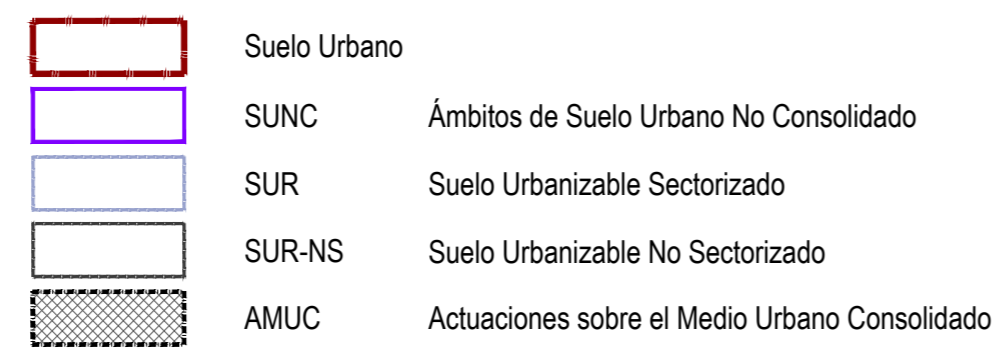 Suelo Urbano
SUNC Ámbitos de Suelo Urbano No Consolidado
SUR Suelo Urbanizable Sectorizado
SUR-NS Suelo Urbanizable No Sectorizado
AMUC Actuaciones sobre el Medio Urbano Consolidado